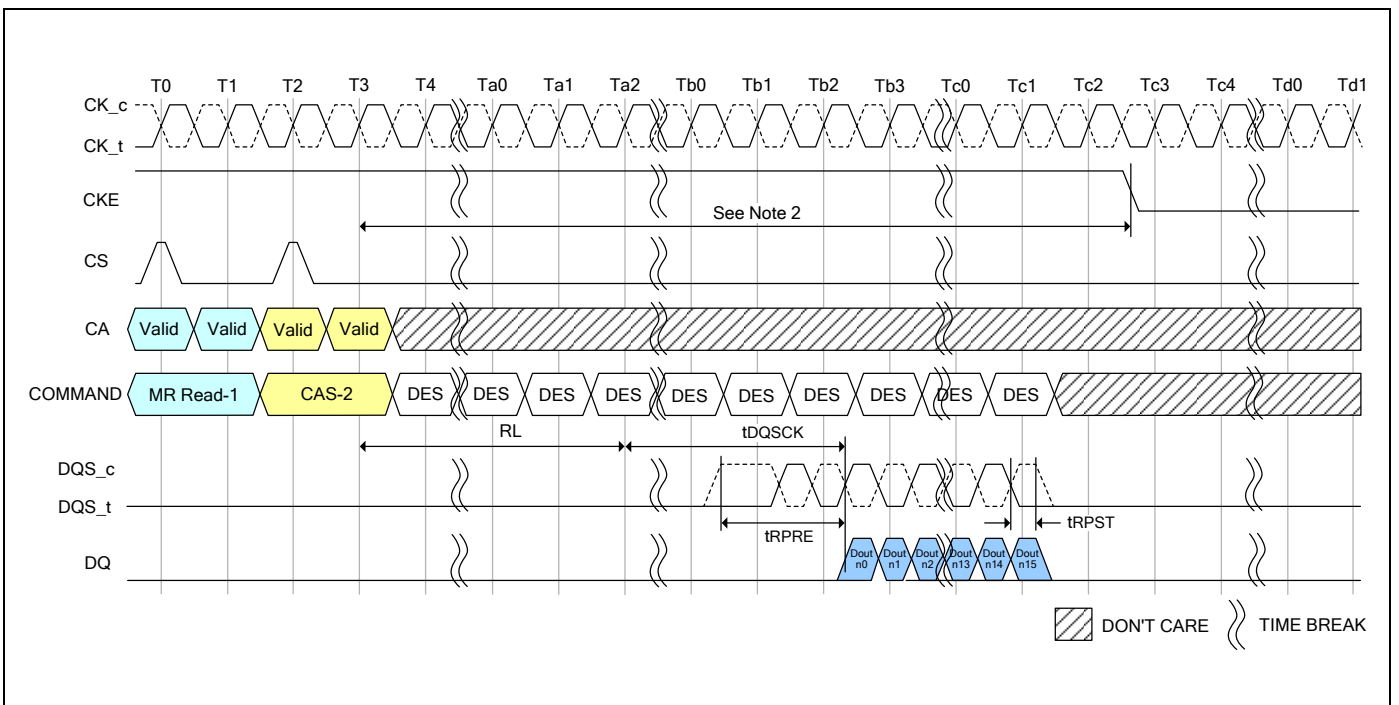 T0 T1 T2 T3 T4 Ta0 Ta1 Ta2 Tb0 Tb1 Tb2 Tb3 Tc0 Tc1 Tc2 Tc3 Tc4 Td0 Td1
CK_c
CK_t
CKE
See Note 2
CS
CA Valid Valid Valid Valid
COMMAND MR Read-1 CAS-2 DES DES DES DES DES DES DES DES DES DES
RL tDQSCK
DQS_c
DQS_t
tRPRE tRPST
DQ Dout n0 Dout n1 Dout n2 Dout n13 Dout n14 Dout n15
DON'T CARE TIME BREAK